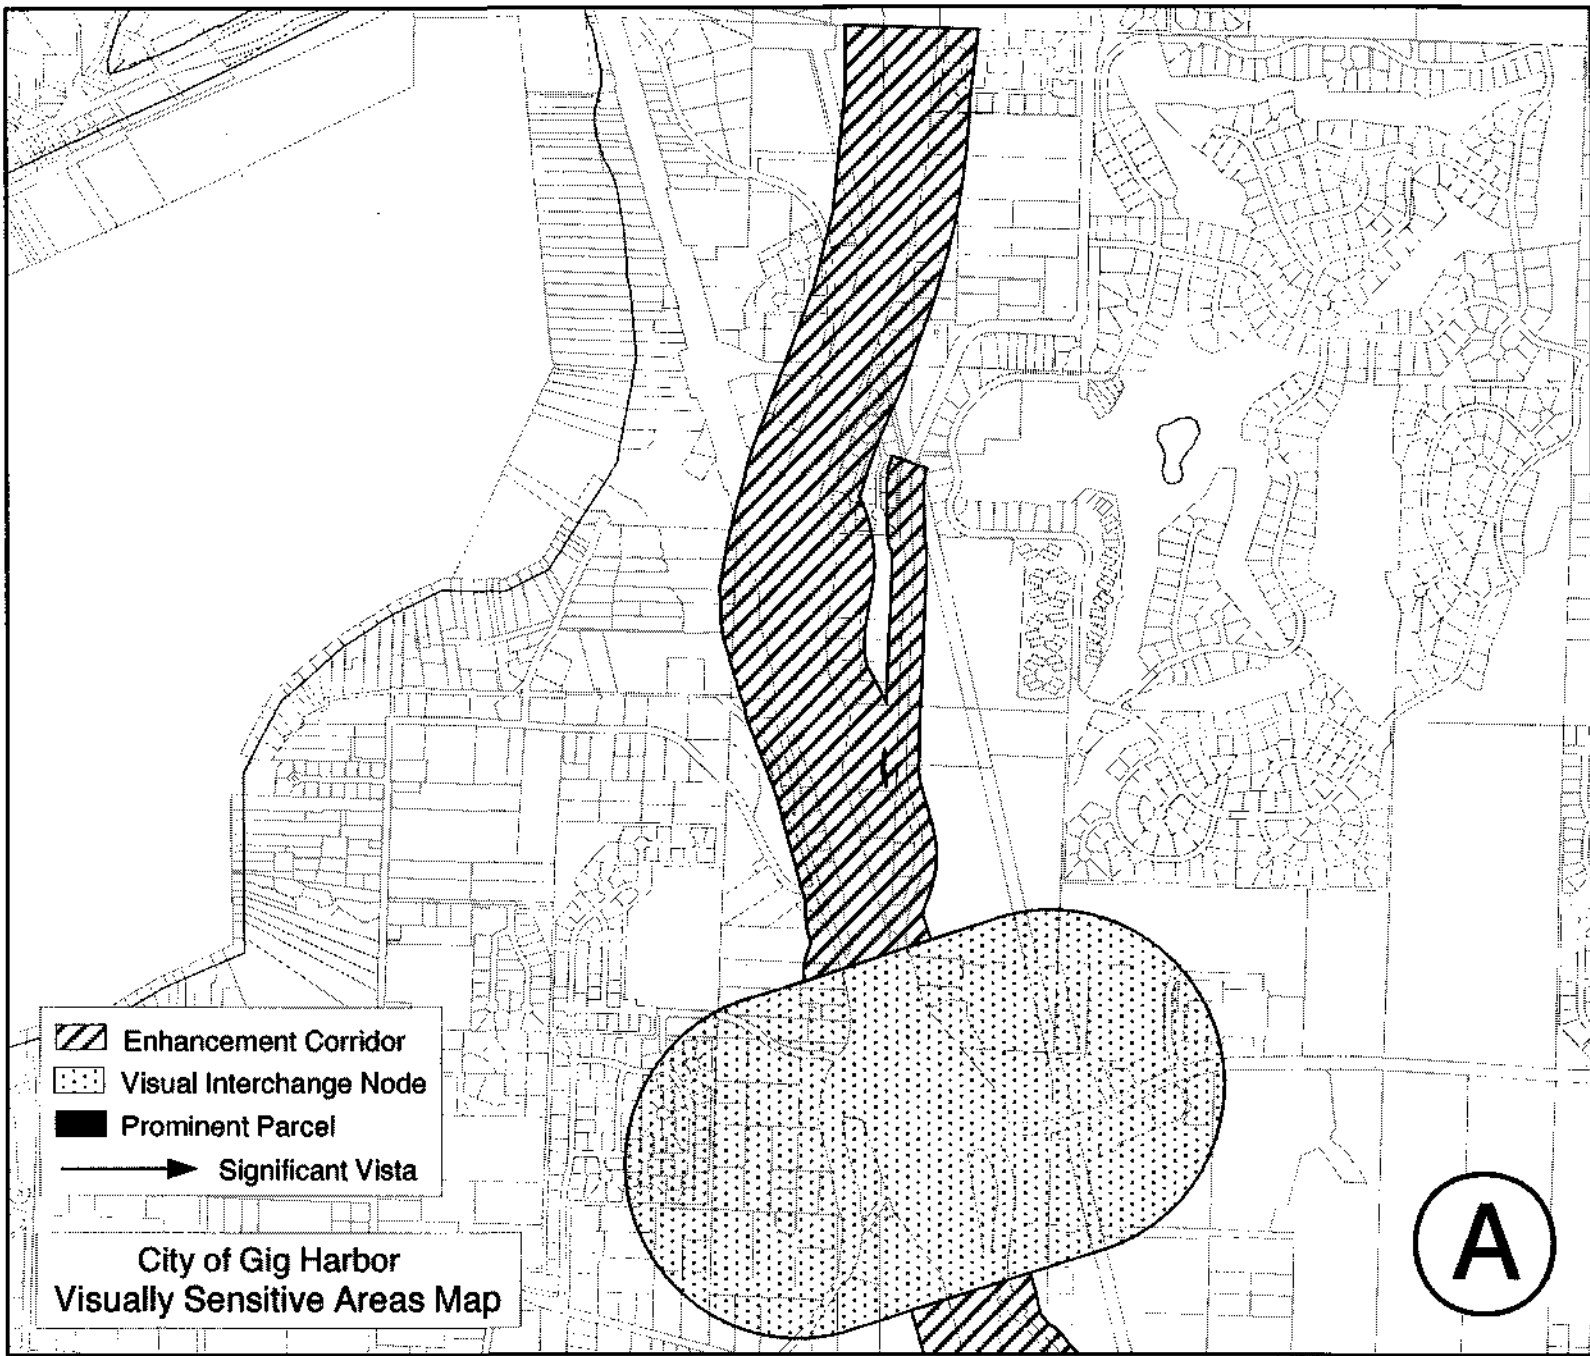 Enhancement Corridor
Visual Interchange Node
Prominent Parcel
Significant Vista
City of Gig Harbor
Visually Sensitive Areas Map
A